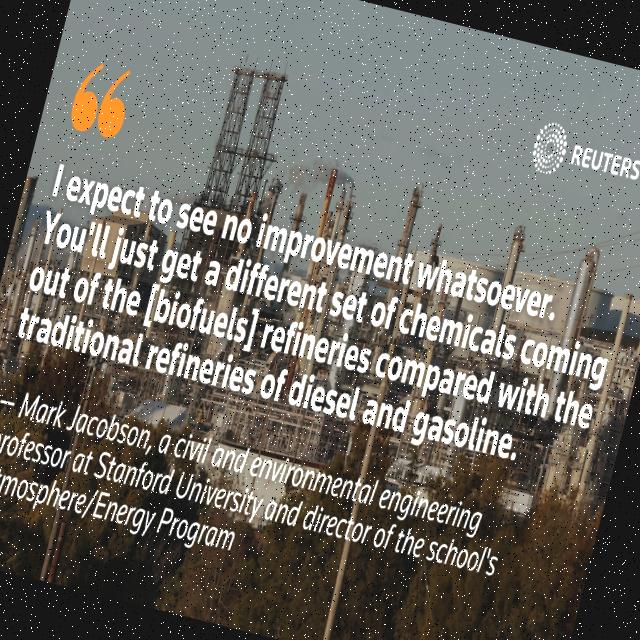 REUTERS
I expect to see no improvement whatsoever.
You'll just get a different set of chemicals coming
out of the [biofuels] refineries compared with the
traditional refineries of diesel and gasoline.
— Mark Jacobson, a civil and environmental engineering
professor at Stanford University and director of the school's
Atmosphere/Energy Program